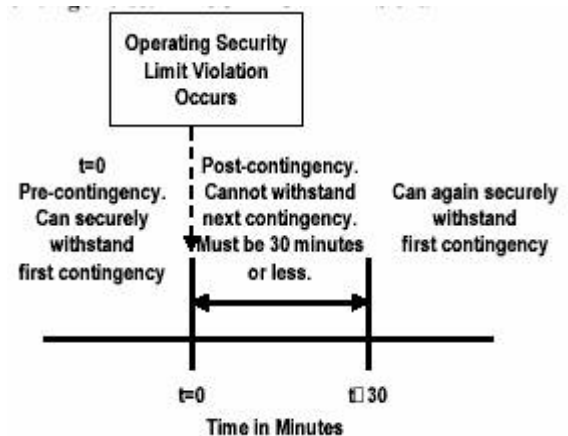 Operating Security
Limit Violation
Occurs
t=0
Pre-contingency.
Can securely
withstand
first contingency
Post-contingency.
Cannot withstand
next contingency.
Must be 30 minutes
or less.
Can again securely
withstand
first contingency
t=0
t□30
Time in Minutes